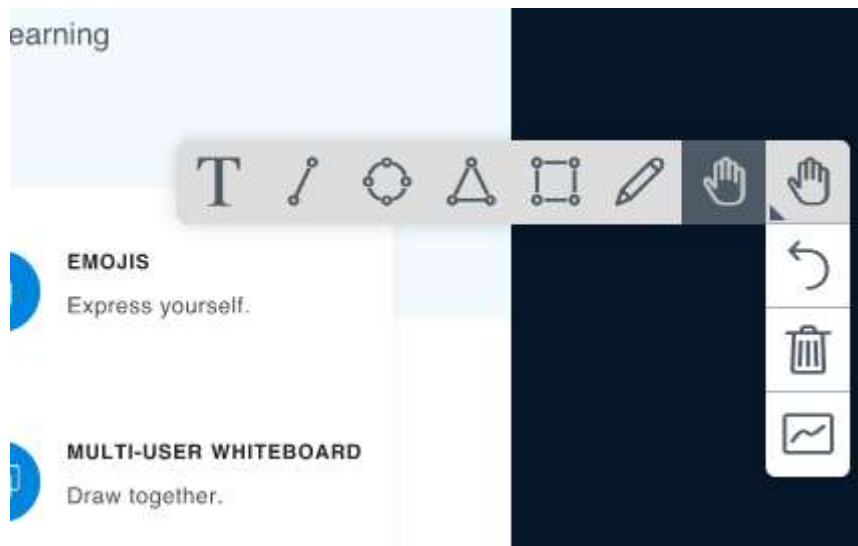 earning
T
EMOJIS
Express yourself.
MULTI-USER WHITEBOARD
Draw together.